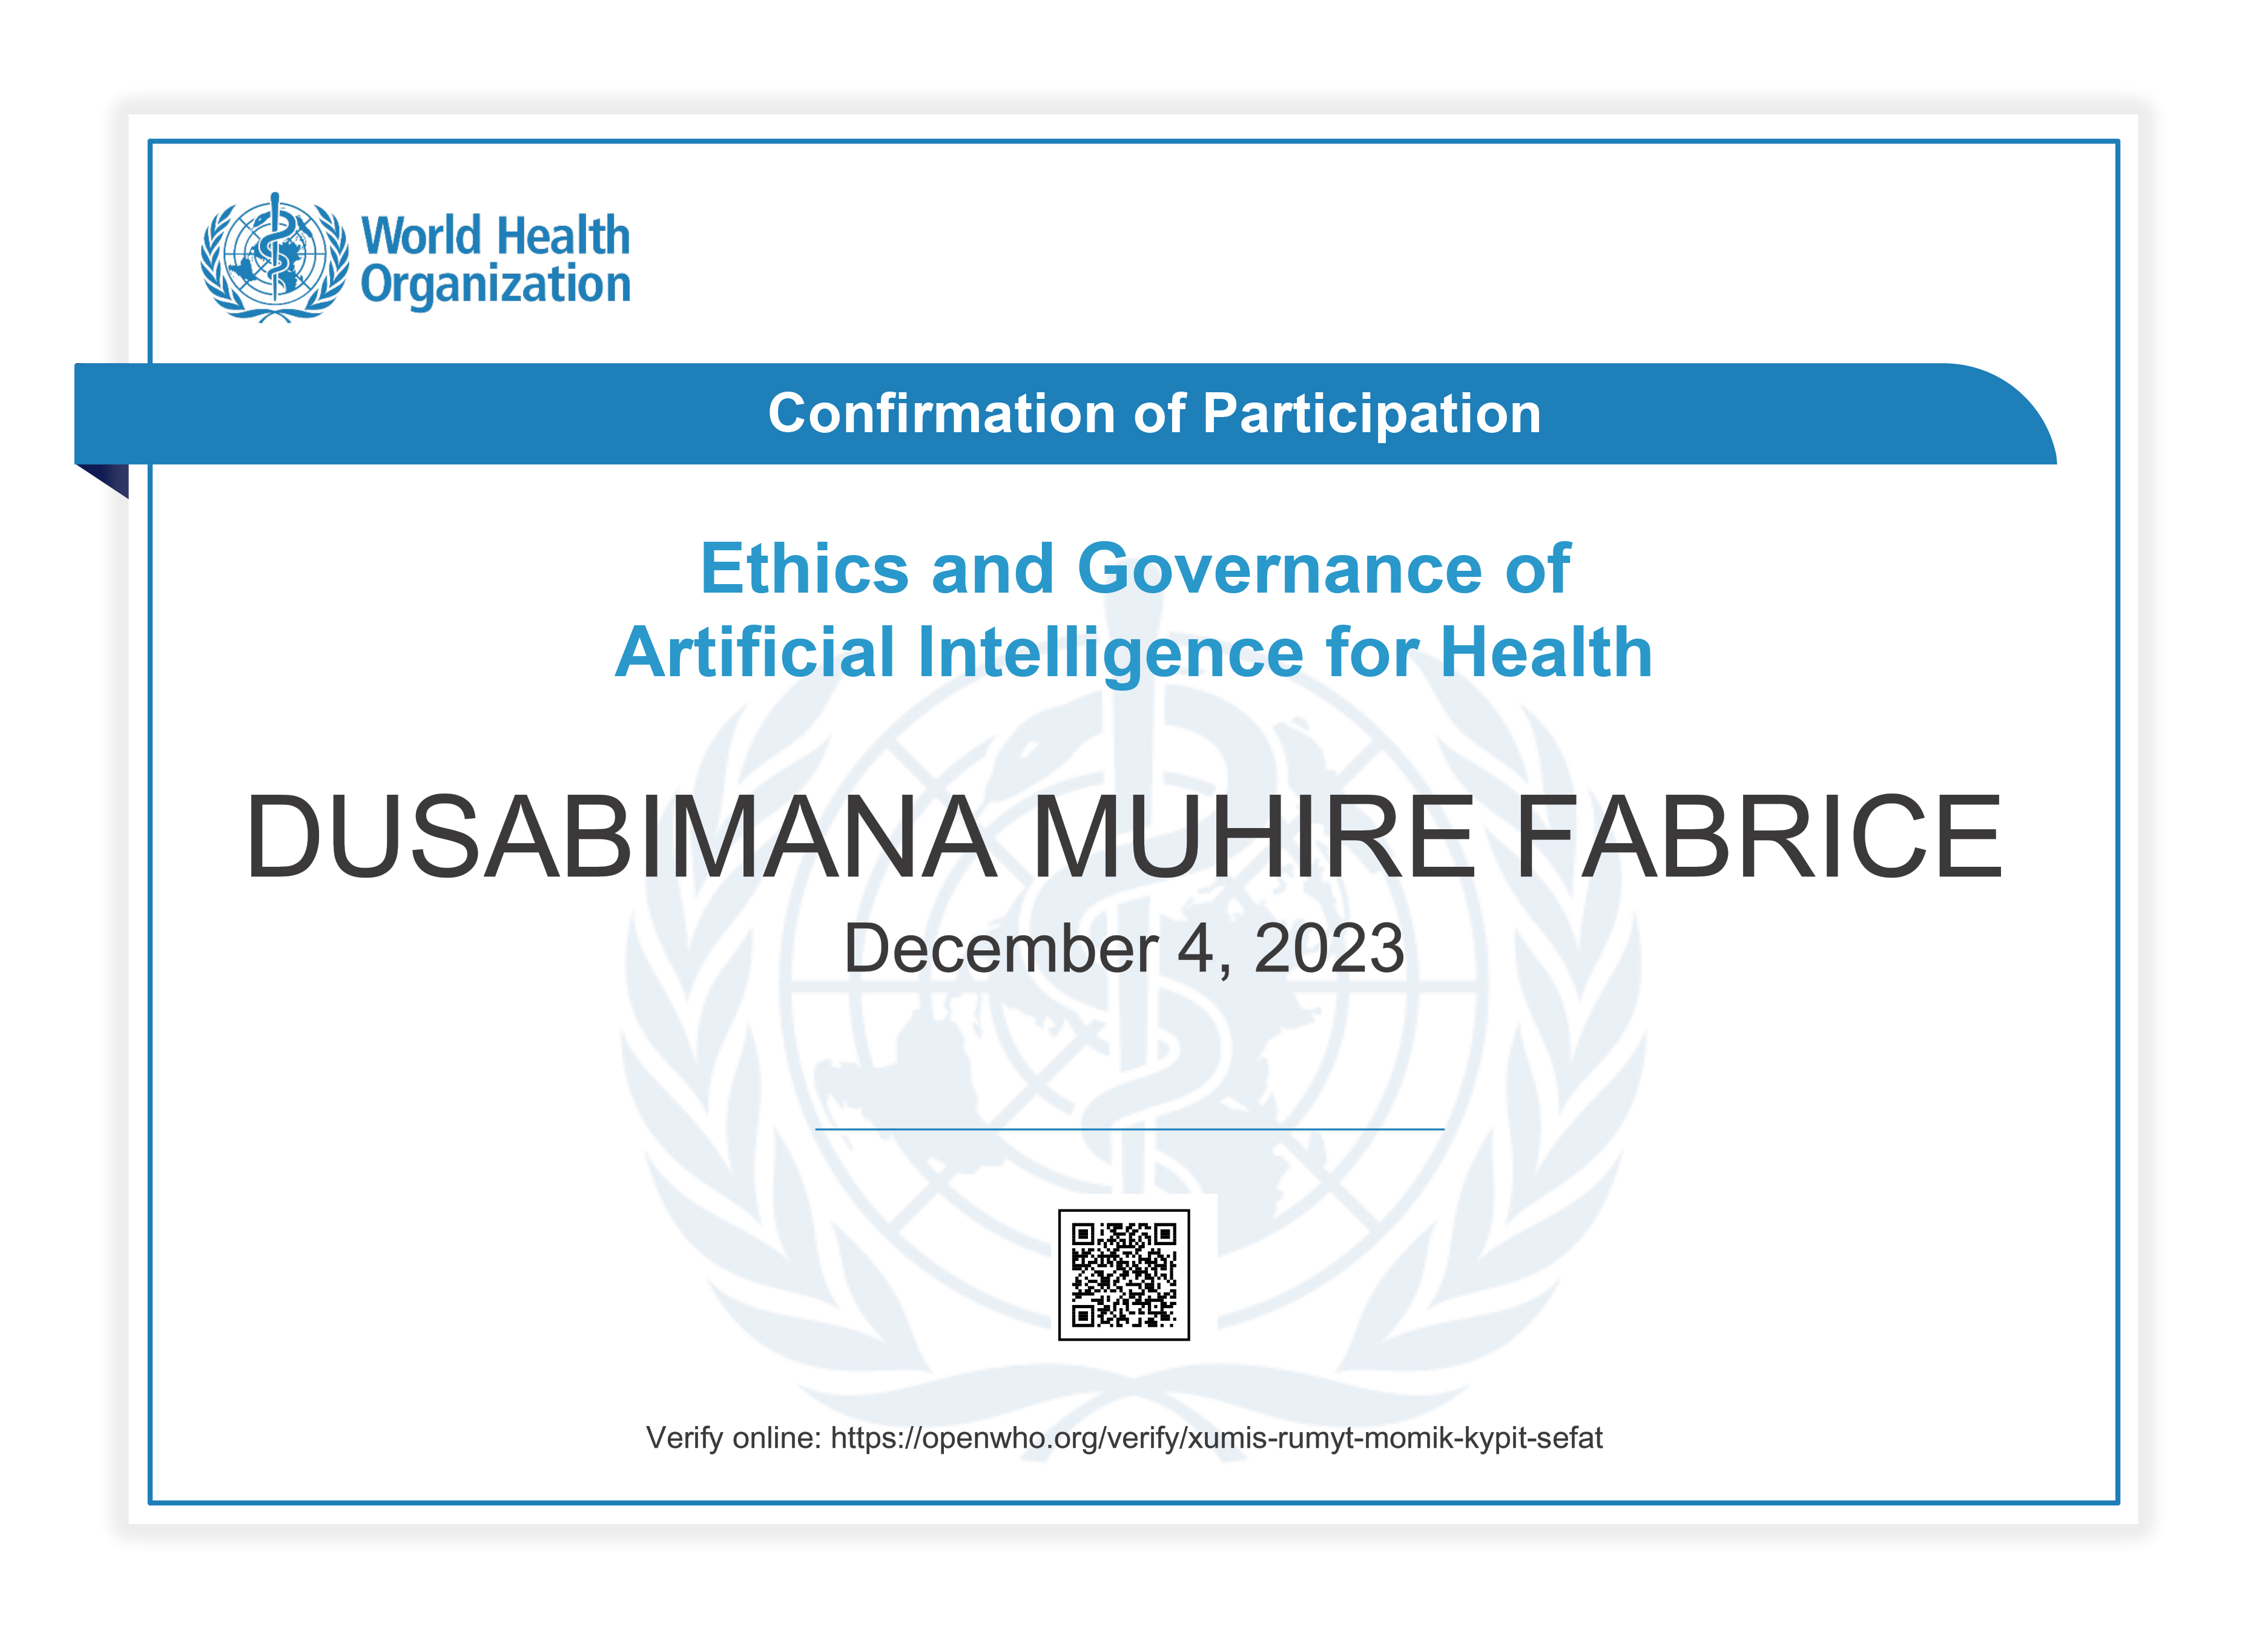 World Health
Organization
Confirmation of Participation
Ethics and Governance of
Artificial Intelligence for Health
DUSABIMANA MUHIRE FABRICE
December 4, 2023
Verify online: https://openwho.org/verify/xumis-rumyt-momik-kypit-sefat